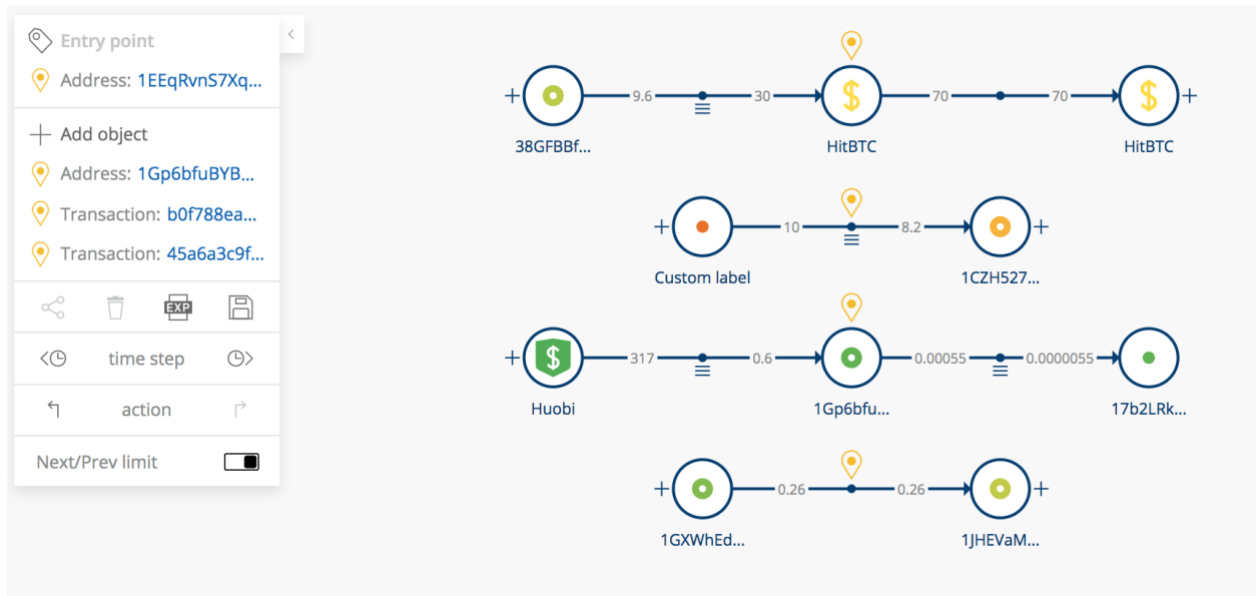 Entry point
Address: 1EEqRvnS7Xq...
Add object
Address: 1Gp6bfuBYB...
Transaction: b0f788ea...
Transaction: 45a6a3c9f...
EXP
time step
action
Next/Prev limit
9.6 30 70 70
38GFBBf... HitBTC HitBTC
10 8.2
Custom label 1CZH527...
317 0.6 0.00055 0.0000055
Huobi 1Gp6bfu... 17b2LRk...
0.26 0.26
1GXWhEd... 1JHEVaM...